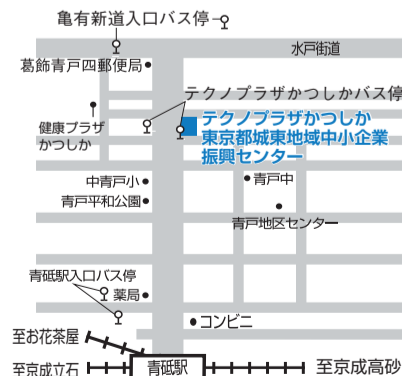 亀有新道入口バス停
水戸街道
葛飾青戸四郵便局
テクノプラザかつしかバス停
健康プラザ
かつしか
テクノプラザかつしか
東京都城東地域中小企業
振興センター
中青戸小
青戸中
青戸平和公園
青戸地区センター
青砥駅入口バス停
薬局
コンビニ
至お花茶屋
至京成立石
青砥駅
至京成高砂